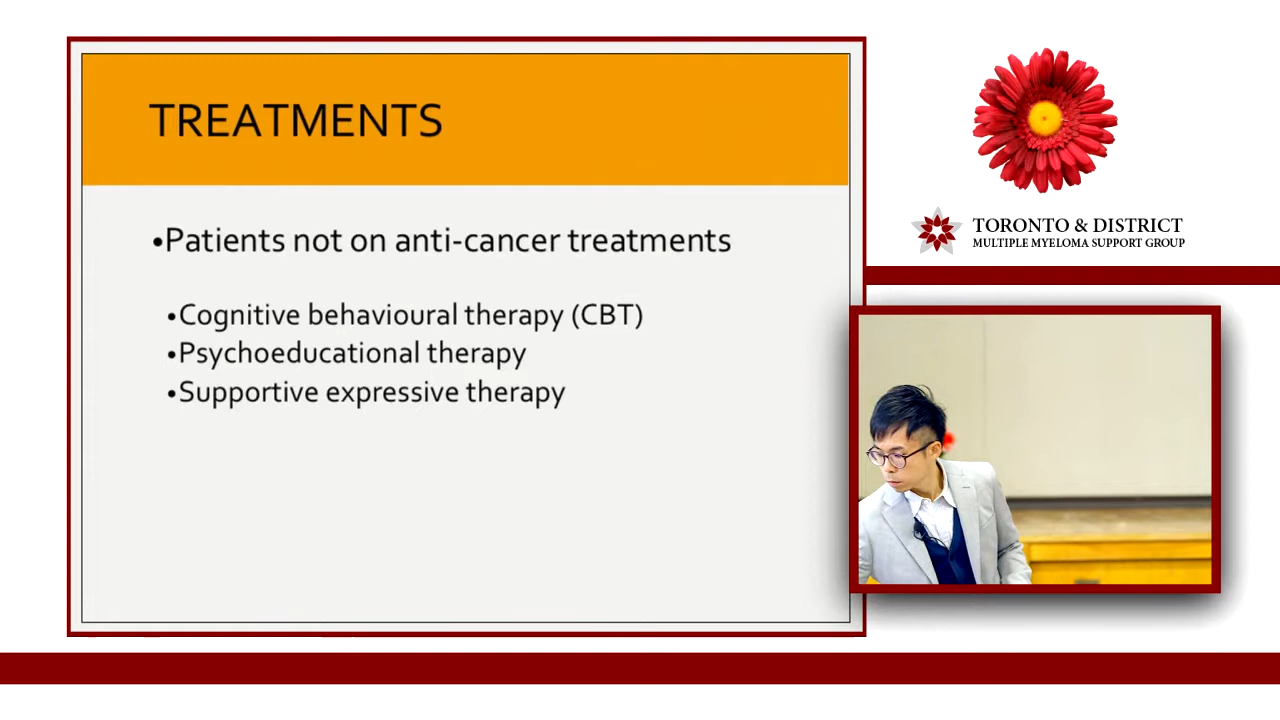 TREATMENTS
•Patients not on anti-cancer treatments
•Cognitive behavioural therapy (CBT)
•Psychoeducational therapy
•Supportive expressive therapy
TORONTO & DISTRICT
MULTIPLE MYELOMA SUPPORT GROUP